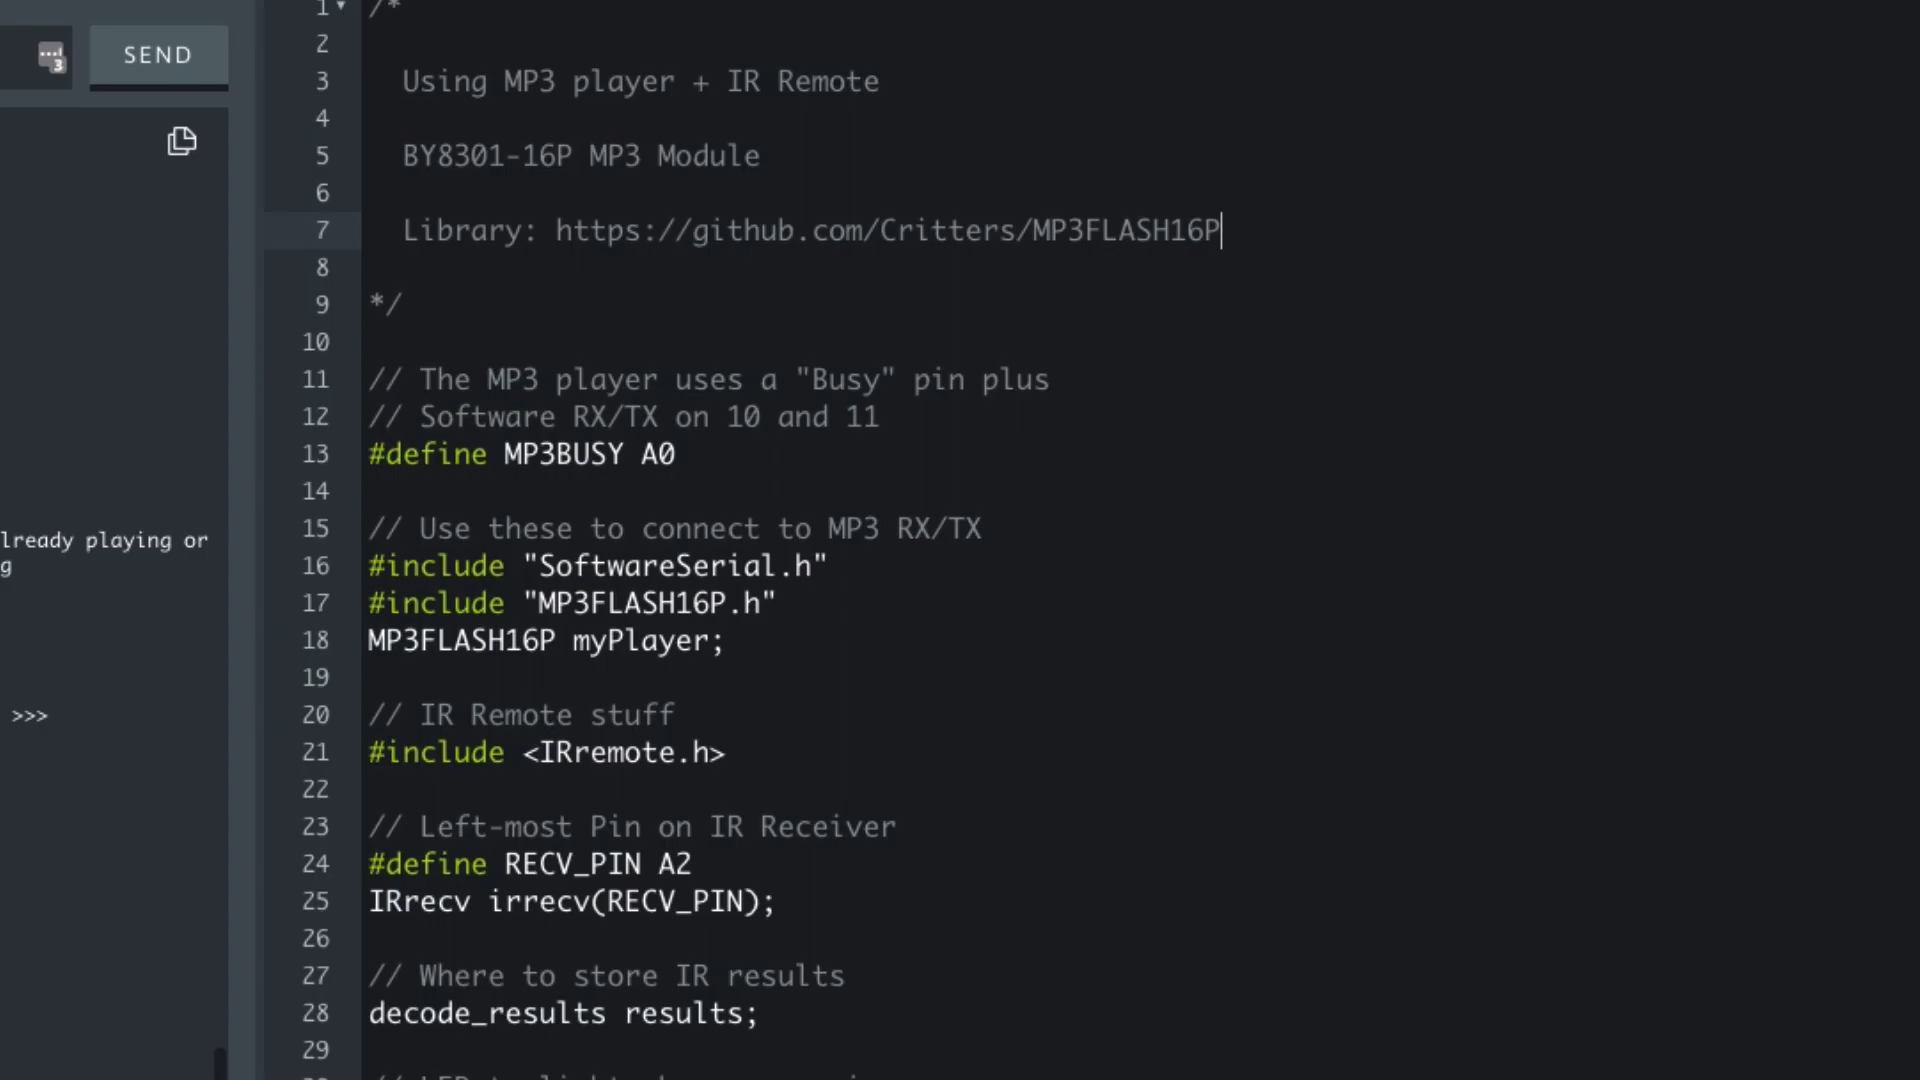 SEND
3
lready playing or
g
>>>
1 /*
2
3 Using MP3 player + IR Remote
4
5 BY8301-16P MP3 Module
6
7 Library: https://github.com/Critters/MP3FLASH16P
8
9 */
10
11 // The MP3 player uses a "Busy" pin plus
12 // Software RX/TX on 10 and 11
13 #define MP3BUSY A0
14
15 // Use these to connect to MP3 RX/TX
16 #include "SoftwareSerial.h"
17 #include "MP3FLASH16P.h"
18 MP3FLASH16P myPlayer;
19
20 // IR Remote stuff
21 #include <IRremote.h>
22
23 // Left-most Pin on IR Receiver
24 #define RECV_PIN A2
25 IRrecv irrecv(RECV_PIN);
26
27 // Where to store IR results
28 decode_results results;
29